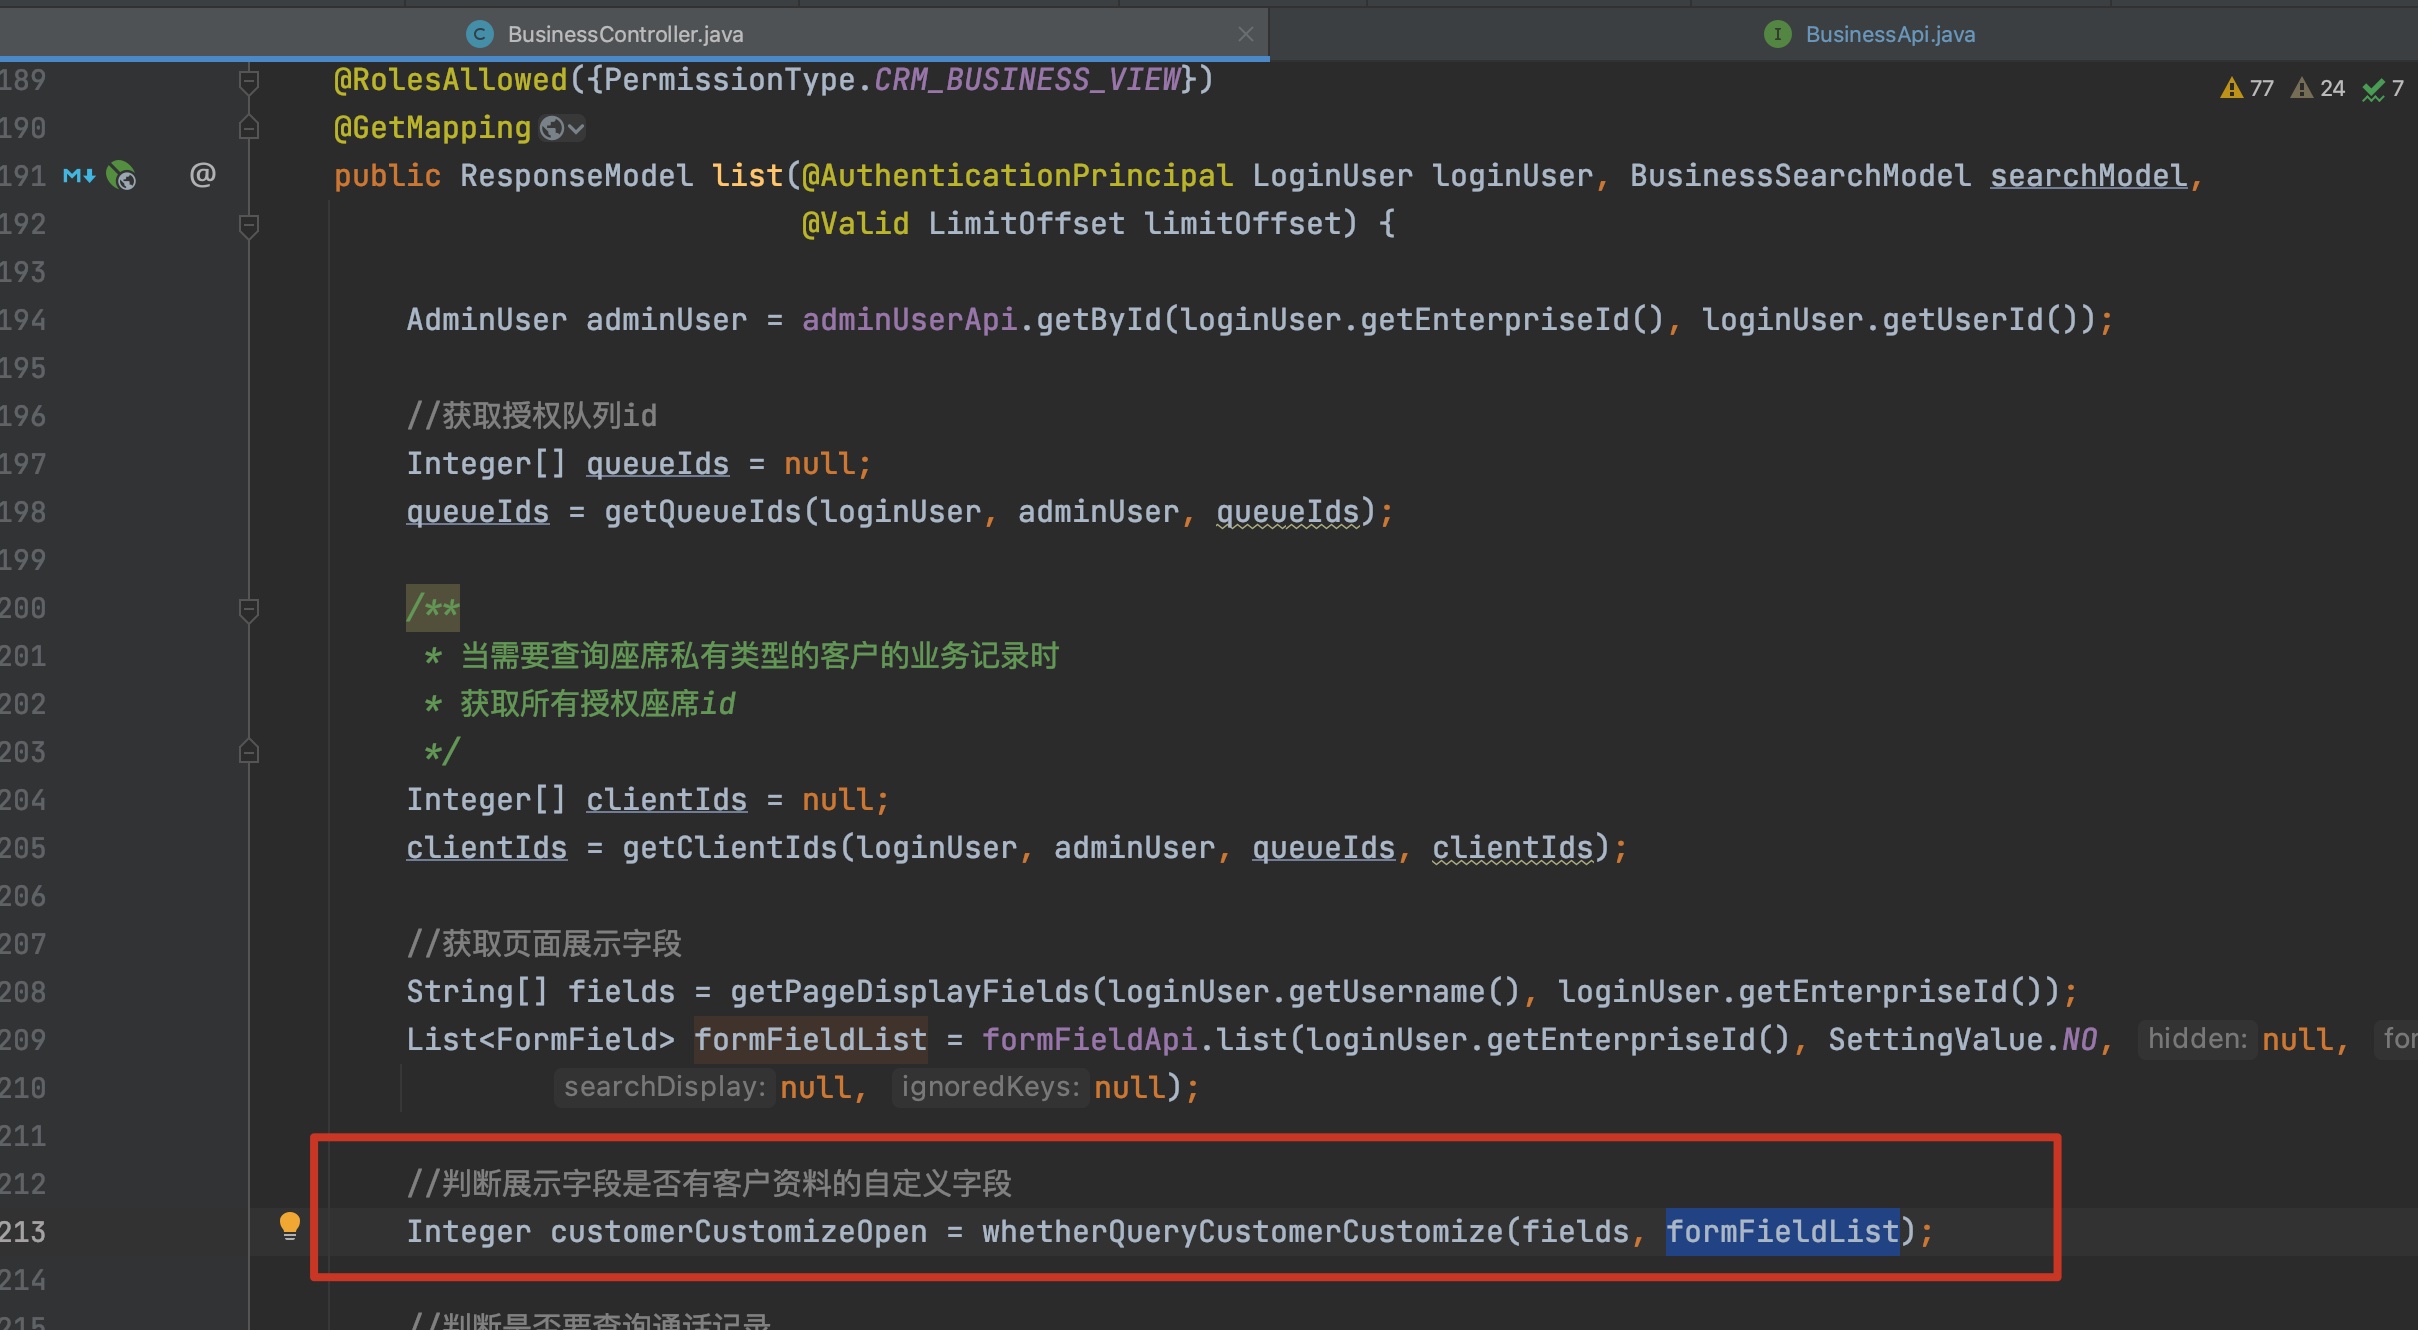 BusinessController.java
BusinessApi.java
77 24 7
189 @RolesAllowed({PermissionType.CRM_BUSINESS_VIEW})
190 @GetMapping
191 public ResponseModel list(@AuthenticationPrincipal LoginUser loginUser, BusinessSearchModel searchModel,
192 @Valid LimitOffset limitOffset) {
193
194 AdminUser adminUser = adminUserApi.getById(loginUser.getEnterpriseId(), loginUser.getUserId());
195
196 //获取授权队列id
197 Integer[] queueIds = null;
198 queueIds = getQueueIds(loginUser, adminUser, queueIds);
199
200 /**
201 * 当需要查询座席私有类型的客户的业务记录时
202 * 获取所有授权座席id
203 */
204 Integer[] clientIds = null;
205 clientIds = getClientIds(loginUser, adminUser, queueIds, clientIds);
206
207 //获取页面展示字段
208 String[] fields = getPageDisplayFields(loginUser.getUsername(), loginUser.getEnterpriseId());
209 List<FormField> formFieldList = formFieldApi.list(loginUser.getEnterpriseId(), SettingValue.NO, hidden: null, for
210 searchDisplay: null, ignoredKeys: null);
211
212 //判断展示字段是否有客户资料的自定义字段
213 Integer customerCustomizeOpen = whetherQueryCustomerCustomize(fields, formFieldList);
214
215 //判断是否要查询通话记录